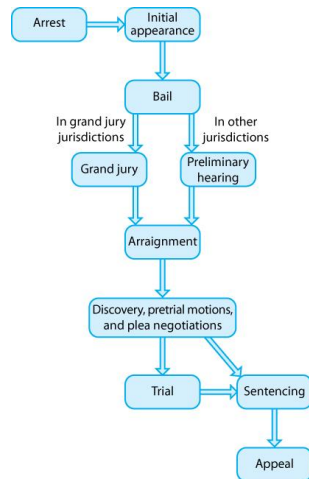 Arrest
Initial
appearance
Bail
In grand jury
jurisdictions
In other
jurisdictions
Grand jury
Preliminary
hearing
Arraignment
Discovery, pretrial motions,
and plea negotiations
Trial
Sentencing
Appeal